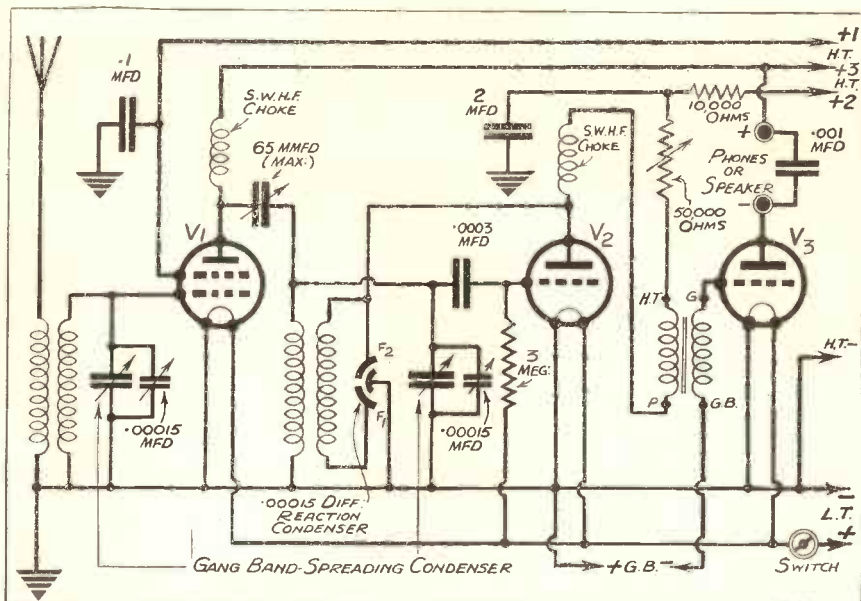 +1
H.T.
+3
H.T.
+2
.1
MFD
S.W.H.F.
CHOKE
65 MMFD
(MAX.)
2
MFD
S.W.H.F.
CHOKE
10,000
OHMS
+
.001
MFD
PHONES
OR
SPEAKER
-
50,000
OHMS
V1
.0003
MFD
V2
V3
H.T.
G.
P
G.B.
H.T.-
F2
F1
3
MEG.
.00015
MFD
.00015
MFD
.00015 DIFF.
REACTION
CONDENSER
-
L.T.
+
GANG BAND-SPREADING CONDENSER
+G.B.-
SWITCH